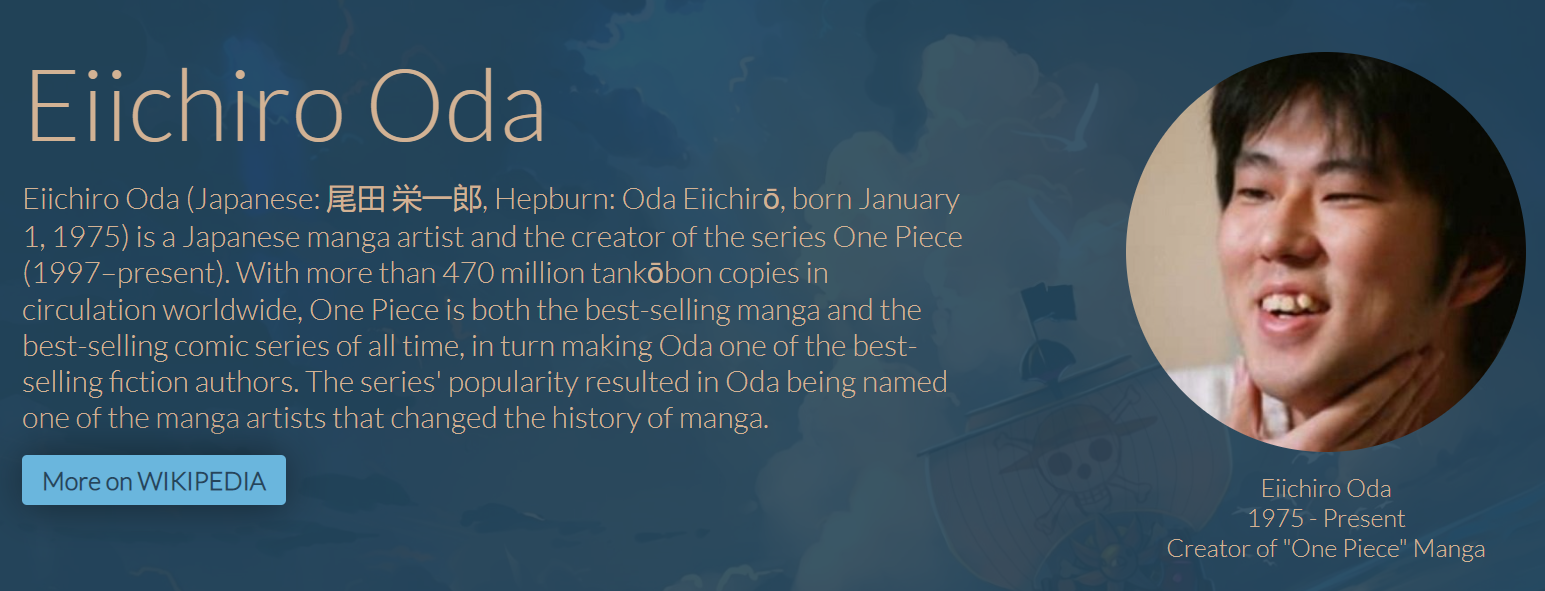 Eiichiro Oda
Eiichiro Oda (Japanese: 尾田 栄一郎, Hepburn: Oda Eiichirō, born January
1, 1975) is a Japanese manga artist and the creator of the series One Piece
(1997–present). With more than 470 million tankōbon copies in
circulation worldwide, One Piece is both the best-selling manga and the
best-selling comic series of all time, in turn making Oda one of the best-
selling fiction authors. The series' popularity resulted in Oda being named
one of the manga artists that changed the history of manga.
More on WIKIPEDIA
Eiichiro Oda
1975 - Present
Creator of "One Piece" Manga